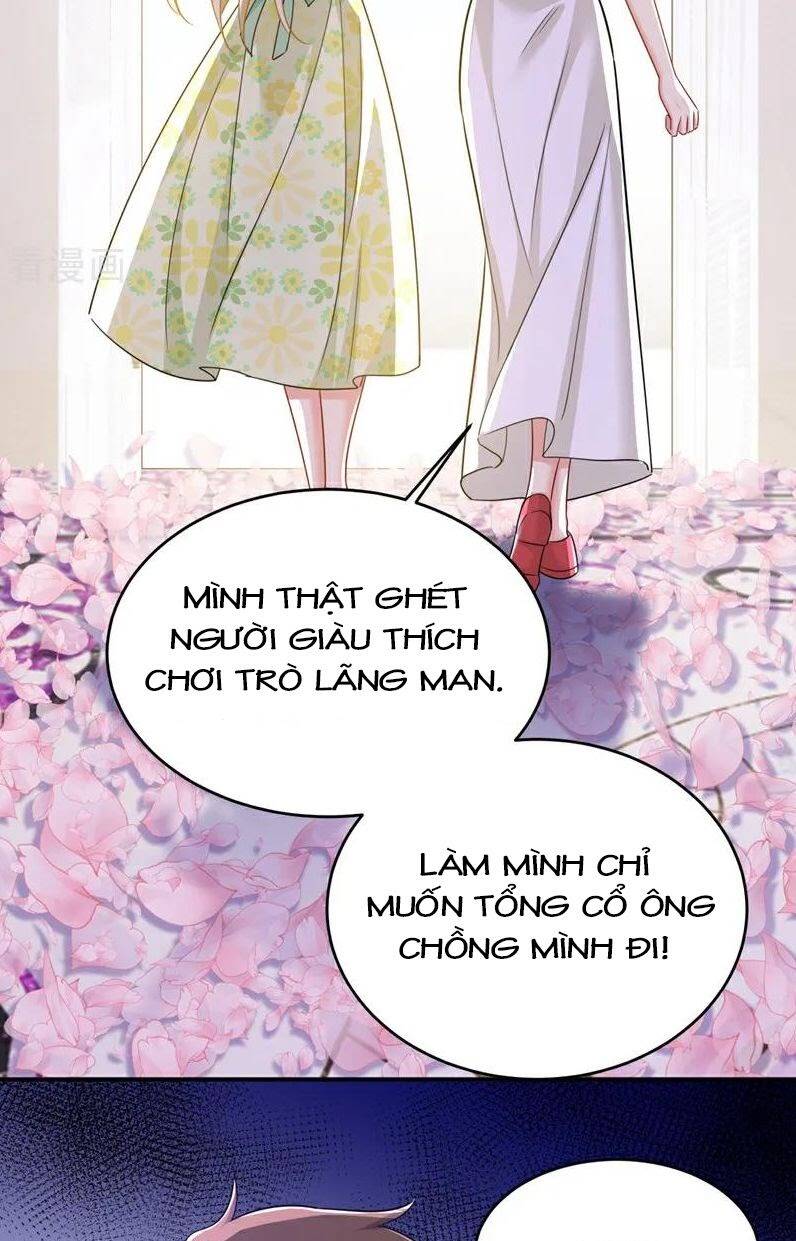 看漫画
MÌNH THẬT GHÉT
NGƯỜI GIÀU THÍCH
CHƠI TRÒ LÃNG MAN.
LÀM MÌNH CHỈ
MUỐN TỔNG CỔ ÔNG
CHỒNG MÌNH ĐI!